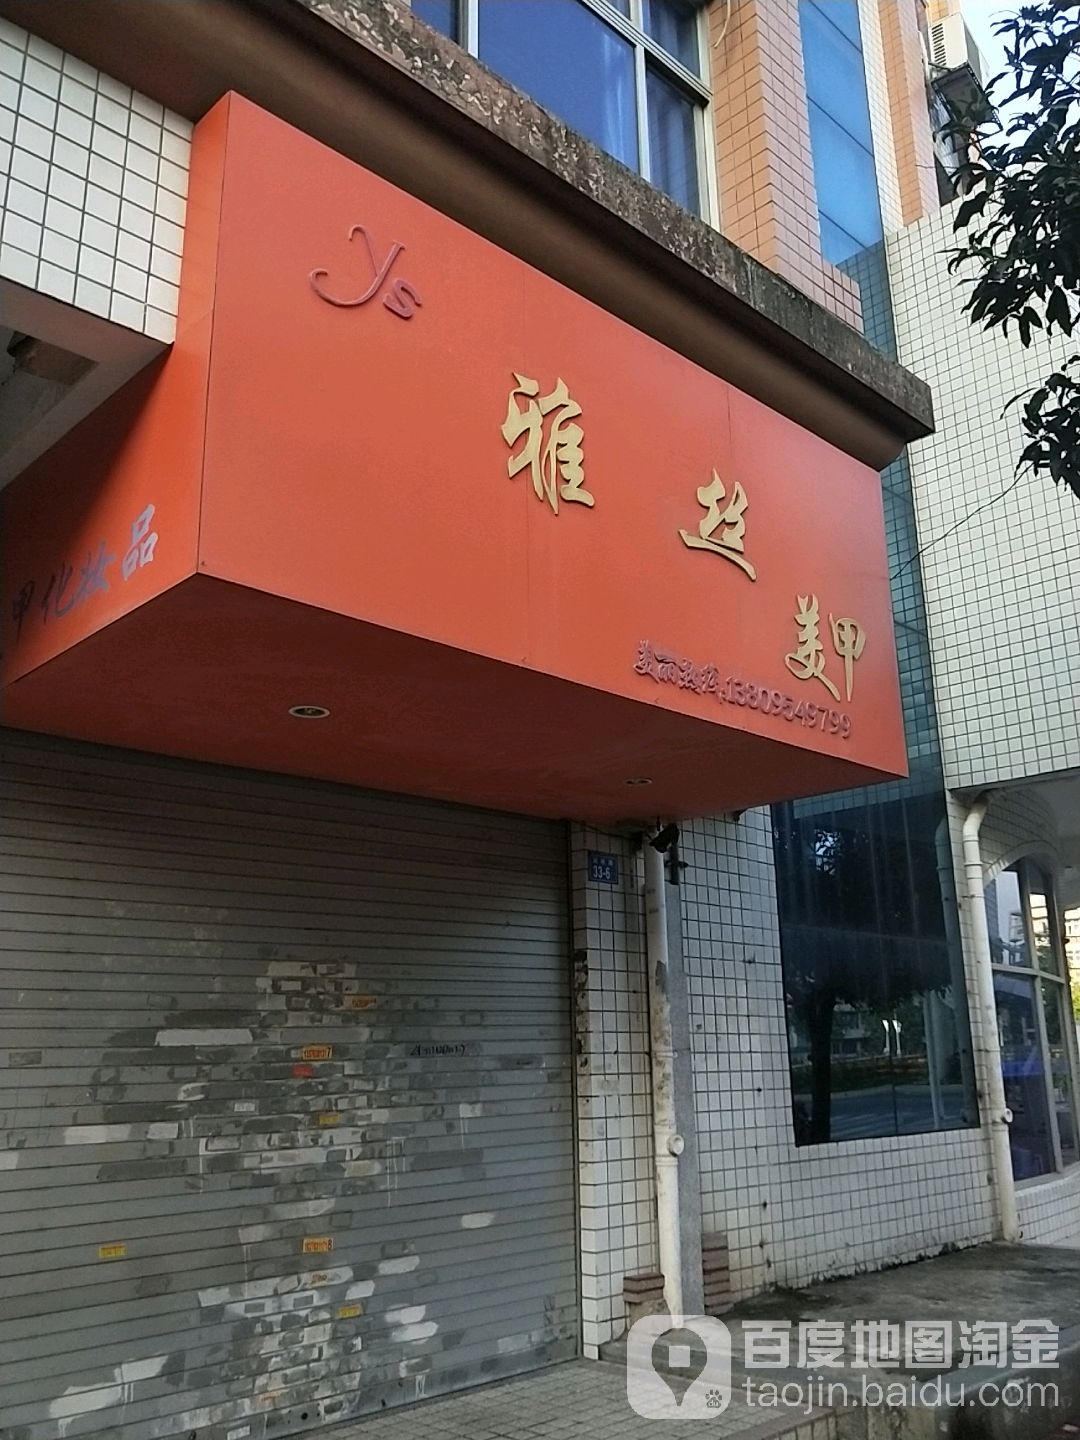 Ys
雅
美甲
美丽热线:13809549799
甲化妆品
33-6
百度地图淘金
taojin.baidu.com